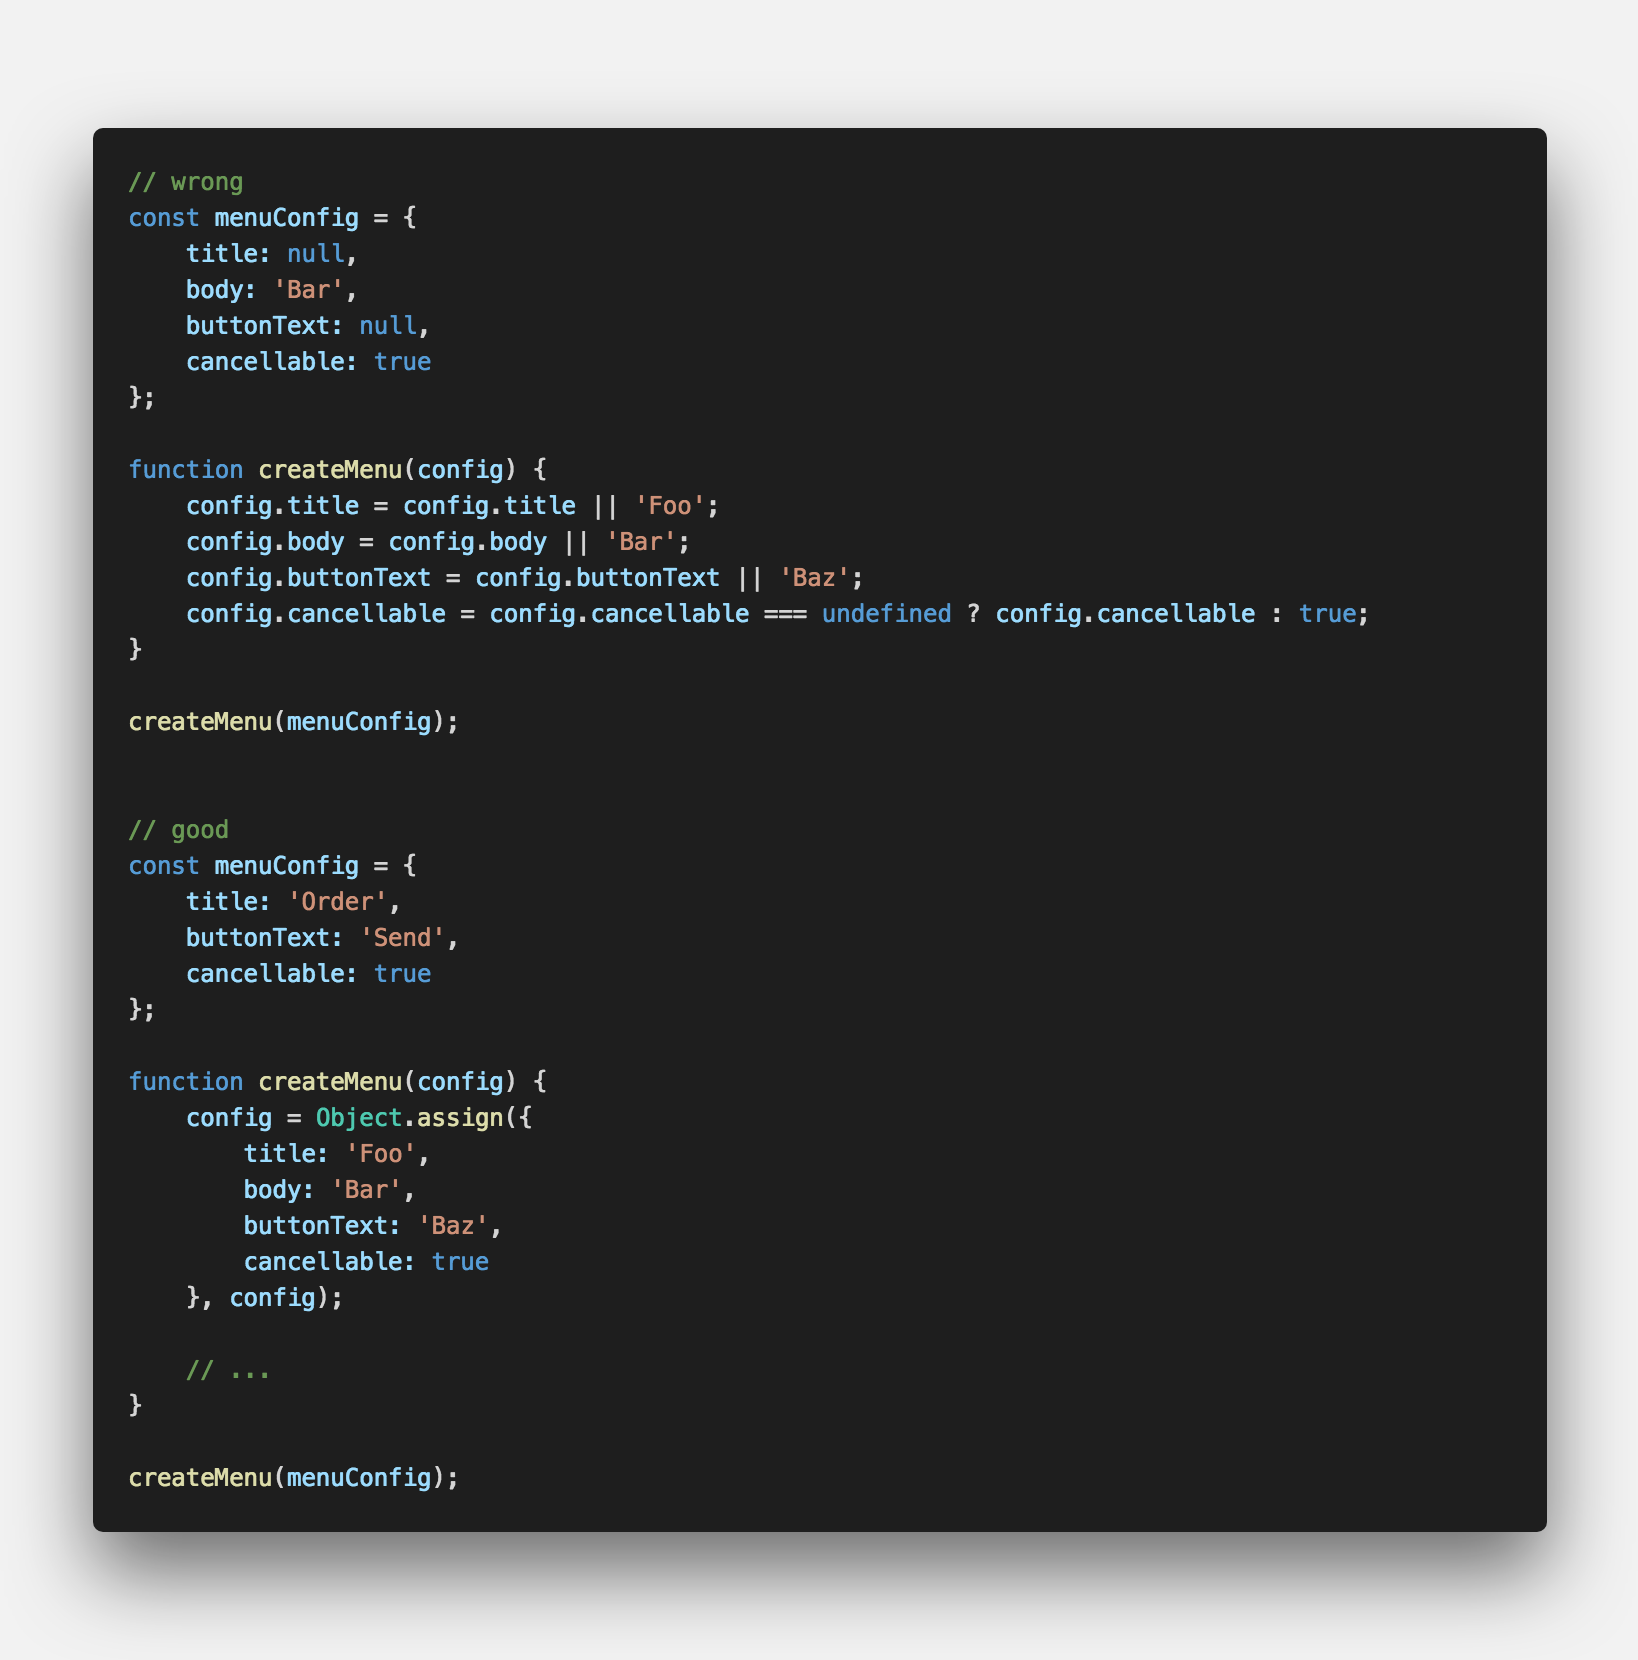 // wrong
const menuConfig = {
    title: null,
    body: 'Bar',
    buttonText: null,
    cancellable: true
};

function createMenu(config) {
    config.title = config.title || 'Foo';
    config.body = config.body || 'Bar';
    config.buttonText = config.buttonText || 'Baz';
    config.cancellable = config.cancellable === undefined ? config.cancellable : true;
}

createMenu(menuConfig);


// good
const menuConfig = {
    title: 'Order',
    buttonText: 'Send',
    cancellable: true
};

function createMenu(config) {
    config = Object.assign({
        title: 'Foo',
        body: 'Bar',
        buttonText: 'Baz',
        cancellable: true
    }, config);

    // ...
}

createMenu(menuConfig);